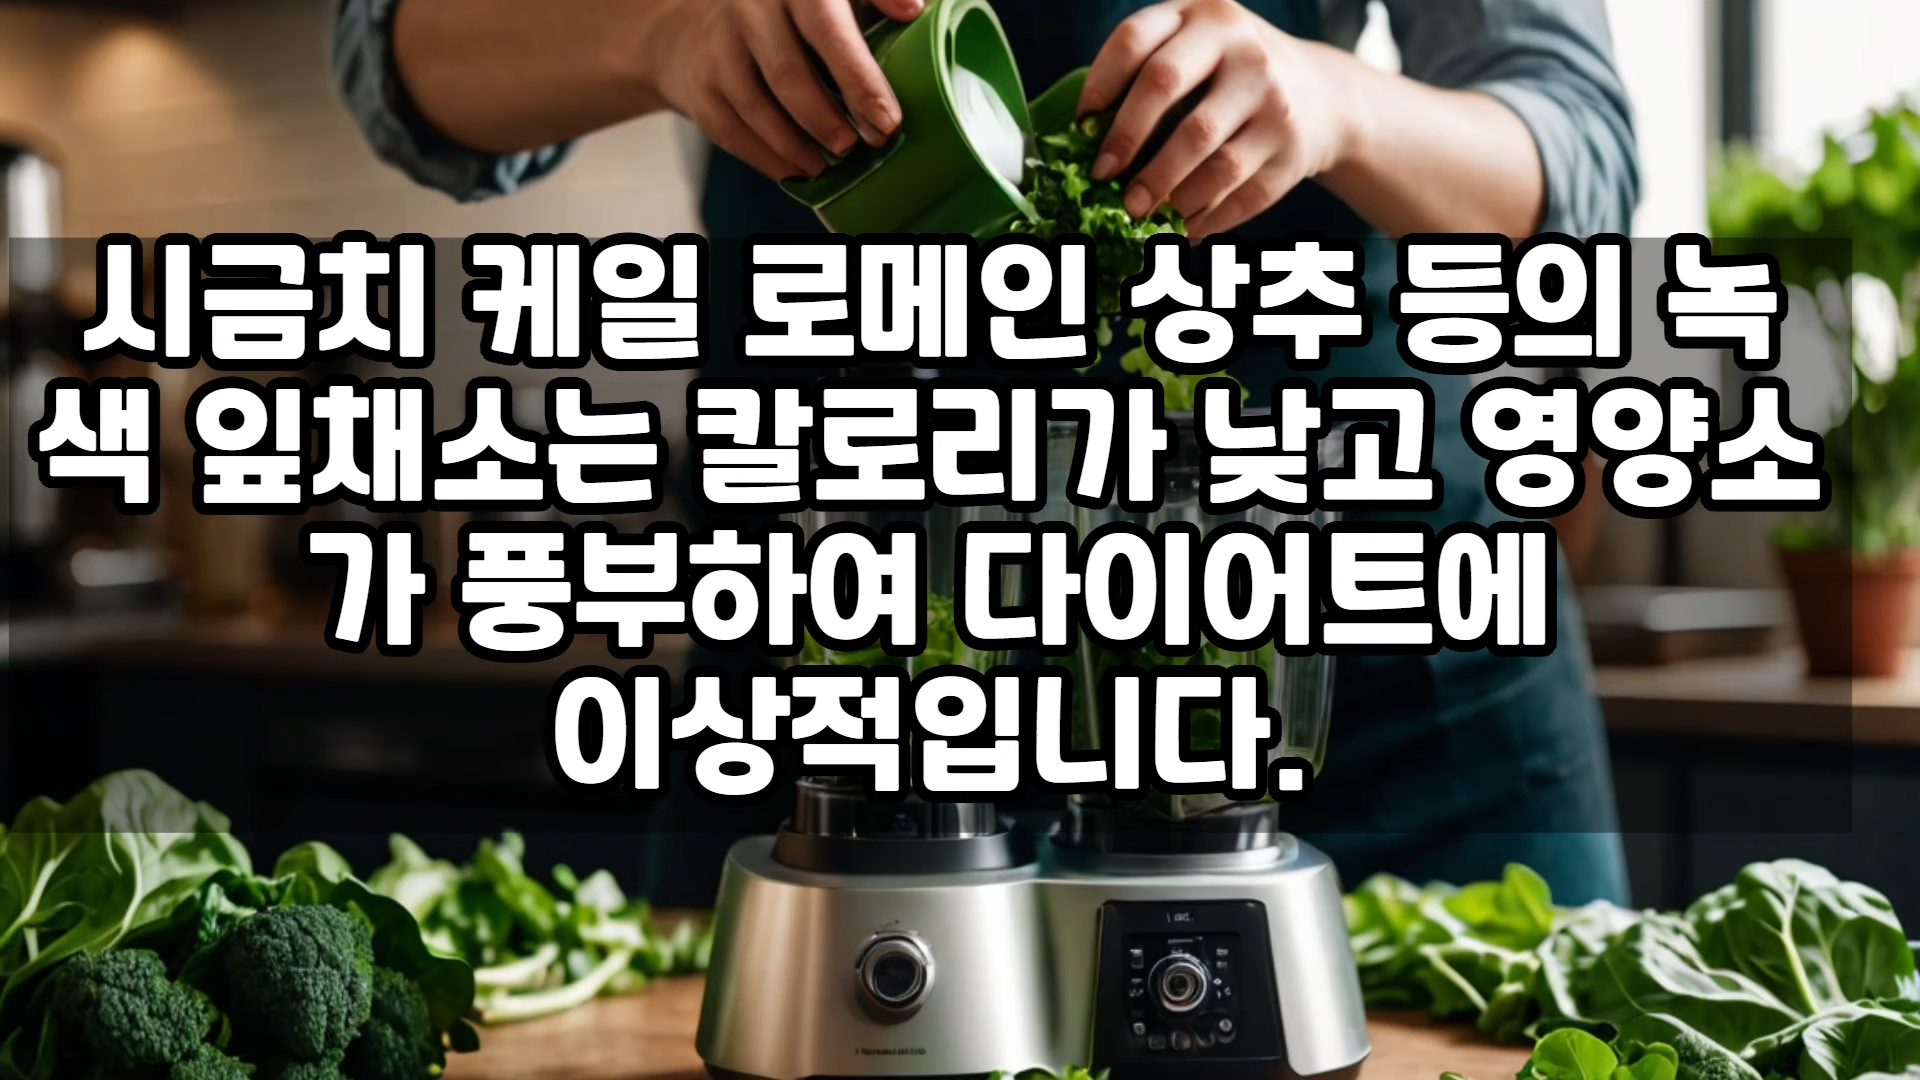 시금치 케일 로메인 상추 등의 녹
색 잎채소는 칼로리가 낮고 영양소
가 풍부하여 다이어트에
이상적입니다.